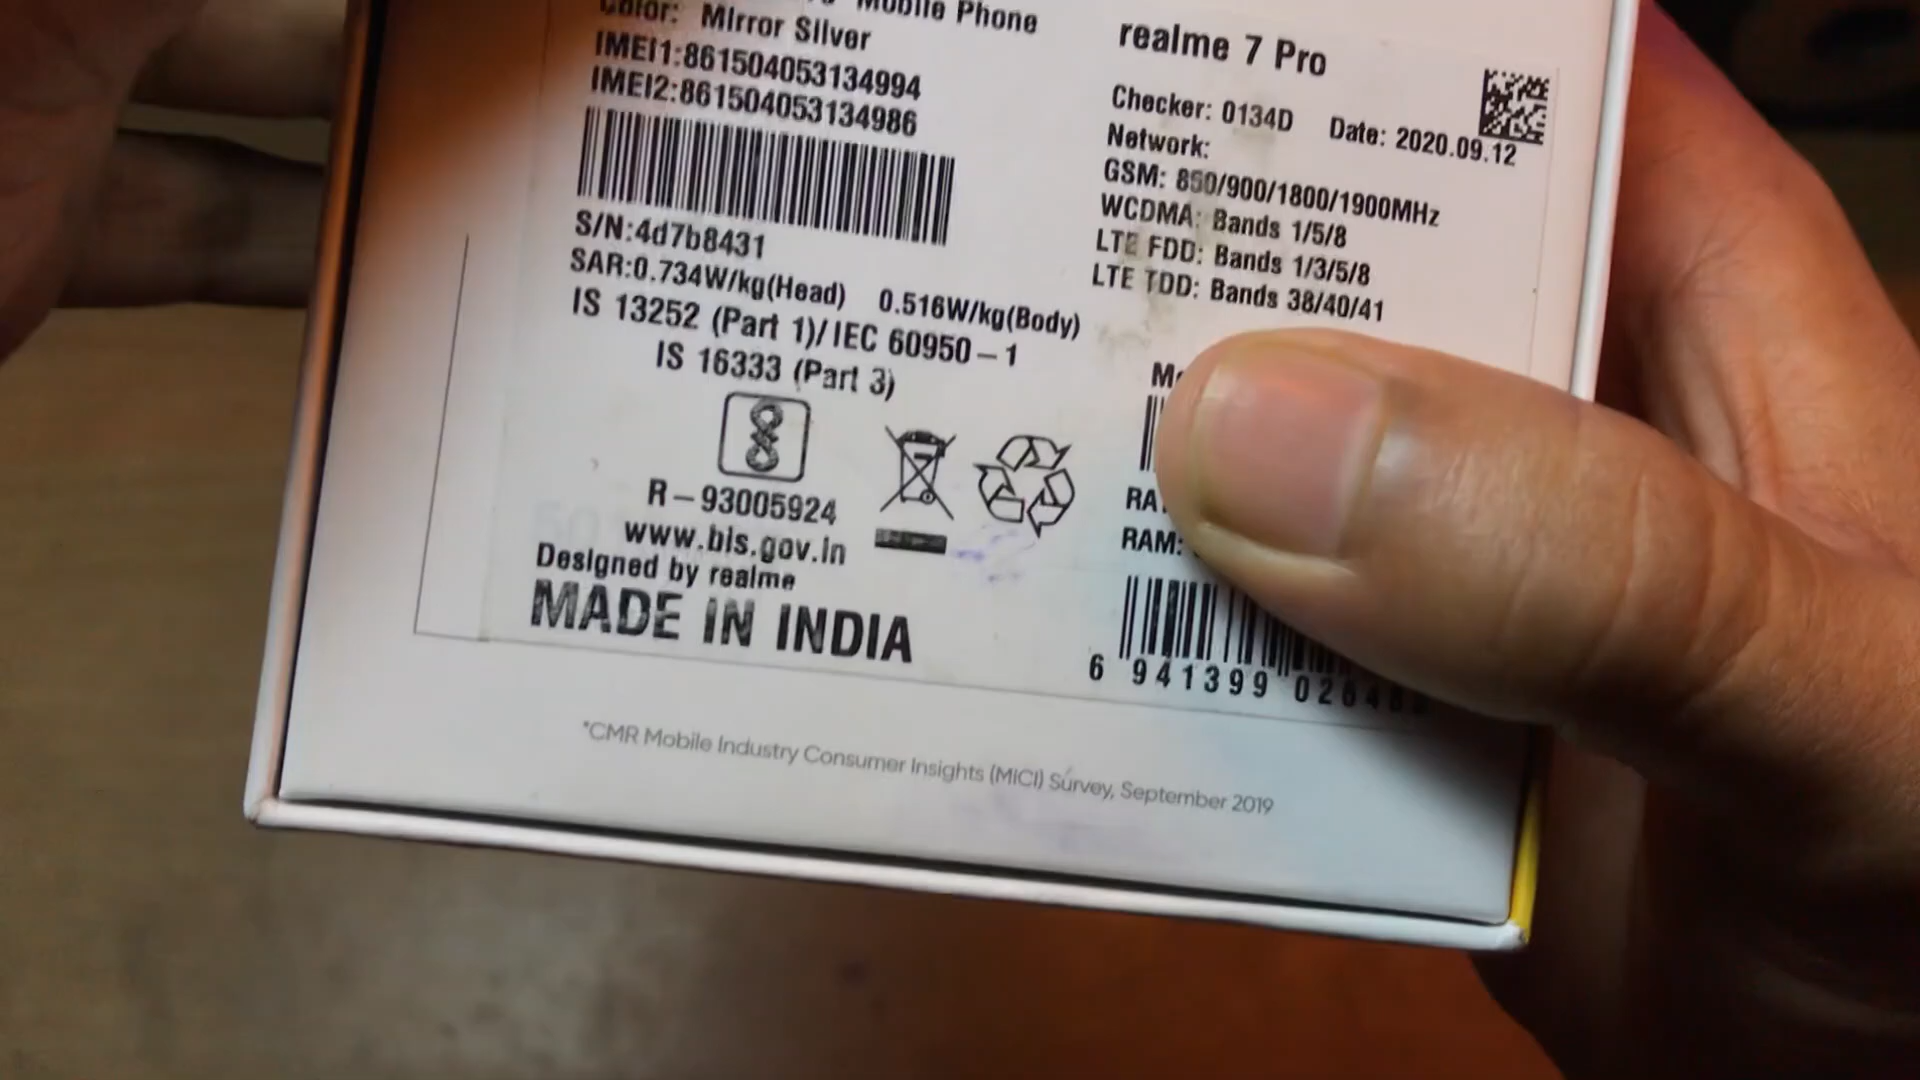 Mobile Phone
Color: Mirror Silver
IMEI1:861504053134994
IMEI2:861504053134986
S/N:4d7b8431
SAR:0.734W/kg(Head) 0.516W/kg(Body)
IS 13252 (Part 1)/IEC 60950-1
IS 16333 (Part 3)
R-93005924
www.bis.gov.in
Designed by realme
MADE IN INDIA
realme 7 Pro
Checker: 0134D Date: 2020.09.12
Network:
GSM: 850/900/1800/1900MHz
WCDMA: Bands 1/5/8
LTE FDD: Bands 1/3/5/8
LTE TDD: Bands 38/40/41
RAM:
6 941399
*CMR Mobile Industry Consumer Insights (MICI) Survey, September 2019